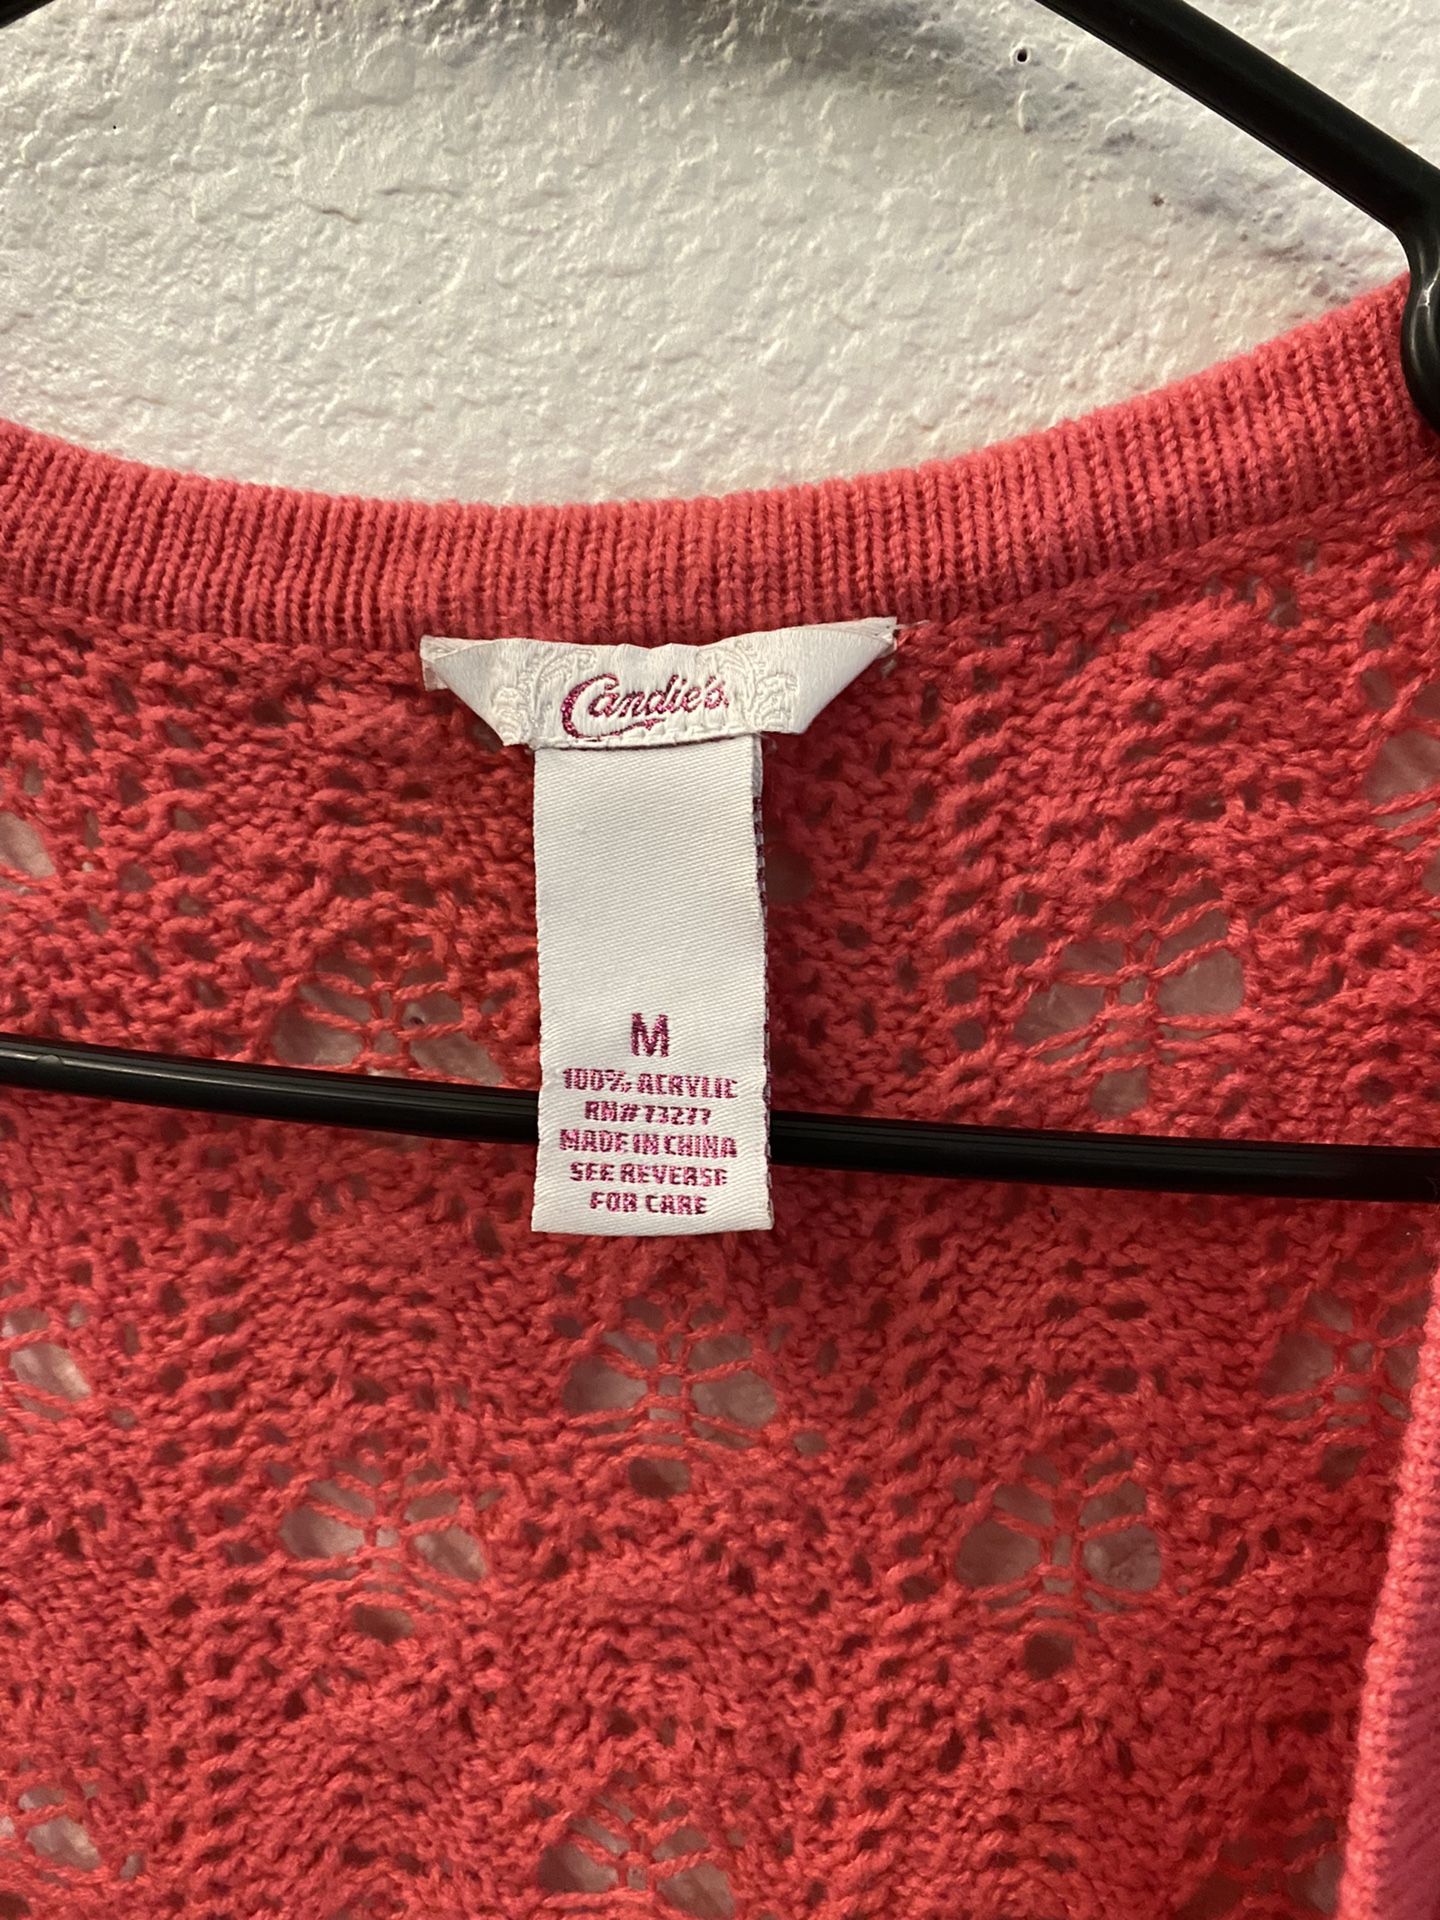 Candie's.
M
100% ACRYLIC
RN#73277
MADE IN CHINA
SEE REVERSE
FOR CARE